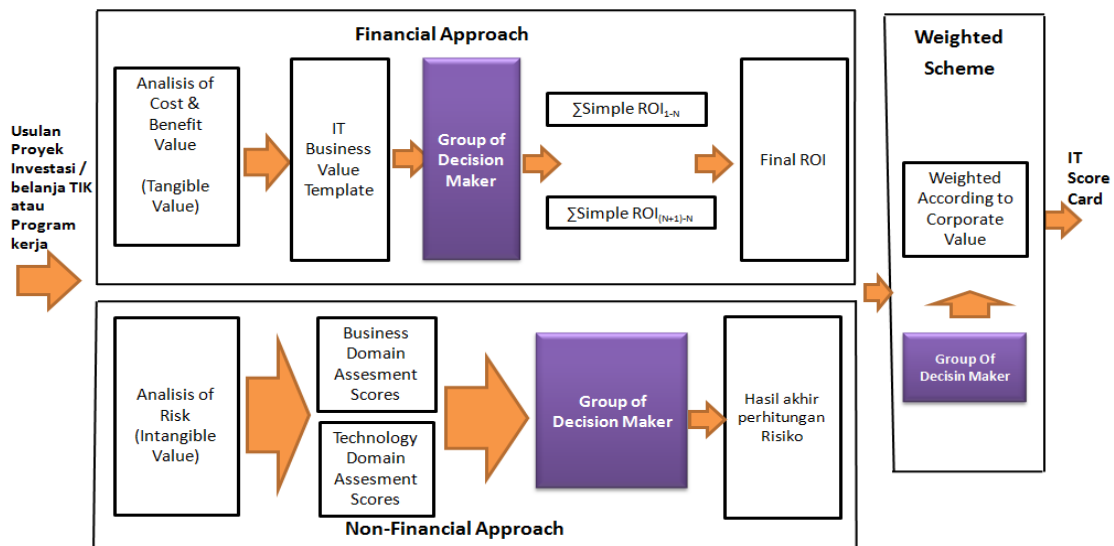 Usulan
Proyek
Investasi /
belanja TIK
atau
Program
kerja
Financial Approach
Analysis of
Cost &
Benefit
Value
(Tangible
Value)
IT
Business
Value
Template
Group of
Decision
Maker
∑Simple ROI1-N
∑Simple ROI(N+1)-N
Final ROI
Analysis of
Risk
(Intangible
Value)
Business
Domain
Assesment
Scores
Technology
Domain
Assesment
Scores
Group of
Decision Maker
Hasil akhir
perhitungan
Risiko
Non-Financial Approach
Weighted
Scheme
Weighted
According to
Corporate
Value
Group Of
Decisin Maker
IT
Score
Card